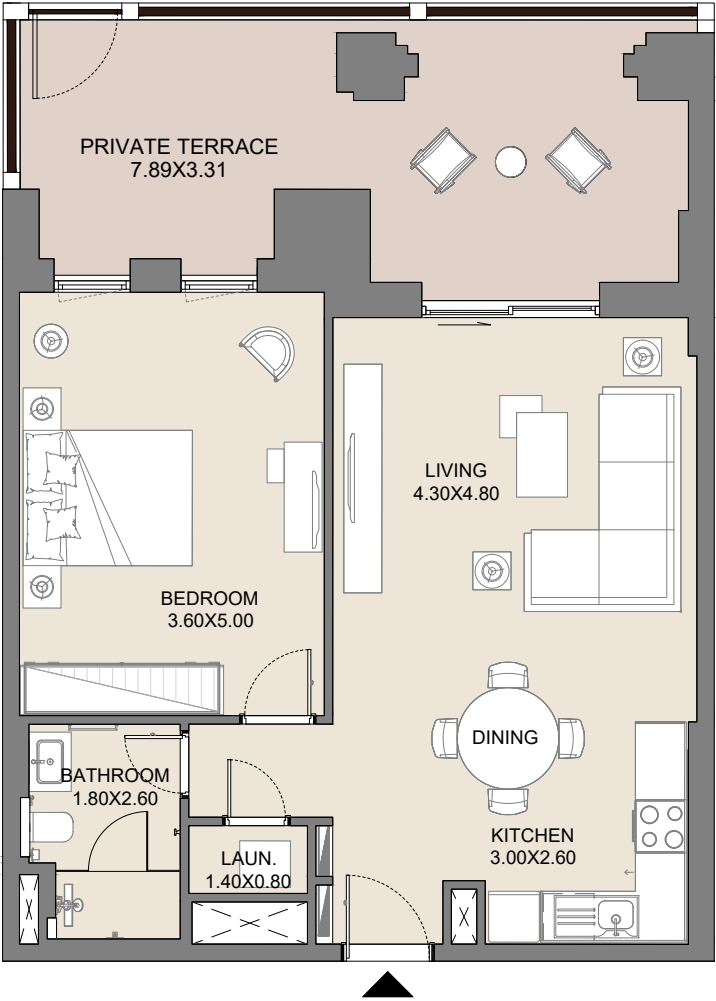 PRIVATE TERRACE
7.89X3.31
LIVING
4.30X4.80
BEDROOM
3.60X5.00
DINING
BATHROOM
1.80X2.60
KITCHEN
3.00X2.60
LAUN.
1.40X0.80